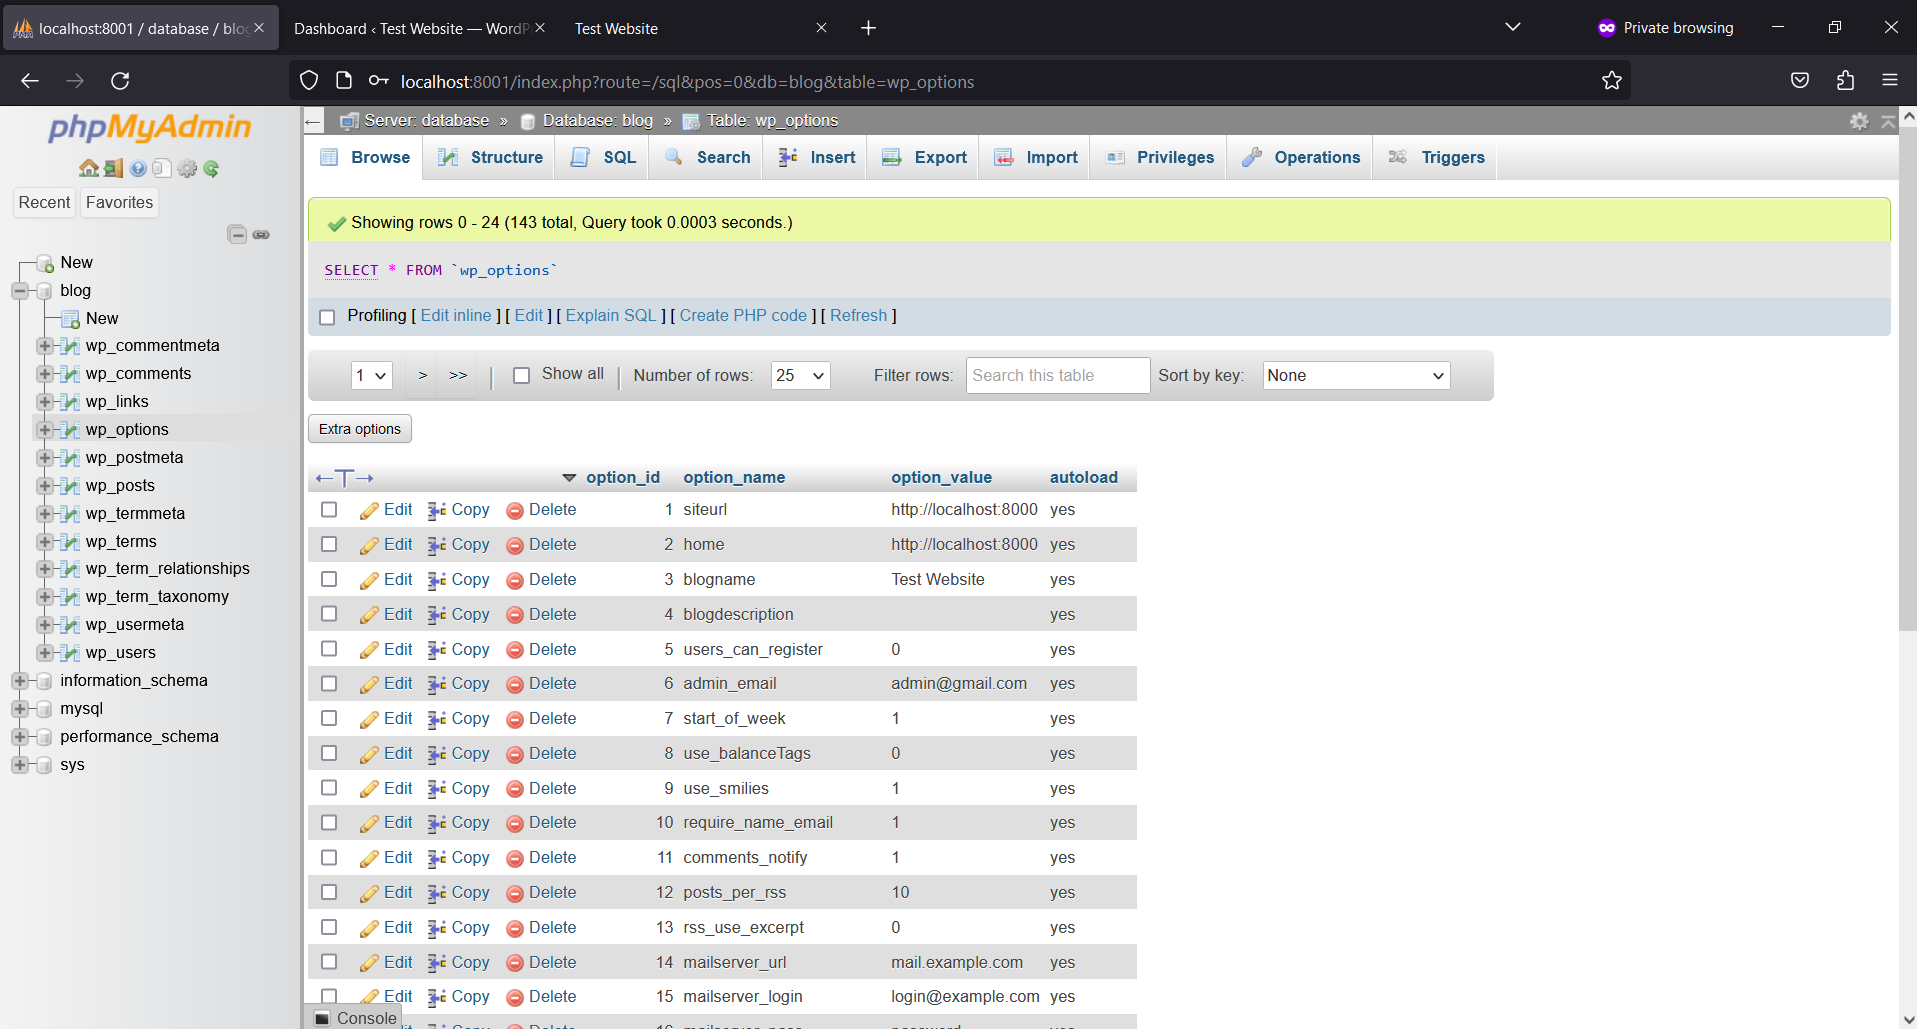 localhost:8001 / database / blog
Dashboard ‹ Test Website — WordP
Test Website
Private browsing
localhost:8001/index.php?route=/sql&pos=0&db=blog&table=wp_options
phpMyAdmin
Recent Favorites
New
blog
New
wp_commentmeta
wp_comments
wp_links
wp_options
wp_postmeta
wp_posts
wp_termmeta
wp_terms
wp_term_relationships
wp_term_taxonomy
wp_usermeta
wp_users
information_schema
mysql
performance_schema
sys
Server: database » Database: blog » Table: wp_options
Browse Structure SQL Search Insert Export Import Privileges Operations Triggers
Showing rows 0 - 24 (143 total, Query took 0.0003 seconds.)
SELECT * FROM `wp_options`
Profiling [ Edit inline ] [ Edit ] [ Explain SQL ] [ Create PHP code ] [ Refresh ]
1 > >> Show all Number of rows: 25 Filter rows: Search this table Sort by key: None
Extra options
option_id option_name option_value autoload
Edit Copy Delete 1 siteurl http://localhost:8000 yes
Edit Copy Delete 2 home http://localhost:8000 yes
Edit Copy Delete 3 blogname Test Website yes
Edit Copy Delete 4 blogdescription yes
Edit Copy Delete 5 users_can_register 0 yes
Edit Copy Delete 6 admin_email admin@gmail.com yes
Edit Copy Delete 7 start_of_week 1 yes
Edit Copy Delete 8 use_balanceTags 0 yes
Edit Copy Delete 9 use_smilies 1 yes
Edit Copy Delete 10 require_name_email 1 yes
Edit Copy Delete 11 comments_notify 1 yes
Edit Copy Delete 12 posts_per_rss 10 yes
Edit Copy Delete 13 rss_use_excerpt 0 yes
Edit Copy Delete 14 mailserver_url mail.example.com yes
Edit Copy Delete 15 mailserver_login login@example.com yes
Console